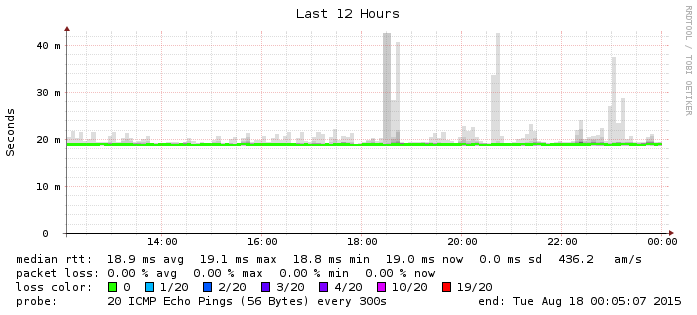 Last 12 Hours
RRDTOOL / TOBI OETIKER
Seconds
40 m
30 m
20 m
10 m
0
14:00 16:00 18:00 20:00 22:00 00:00
median rtt: 18.9 ms avg 19.1 ms max 18.8 ms min 19.0 ms now 0.0 ms sd 436.2 am/s
packet loss: 0.00 % avg 0.00 % max 0.00 % min 0.00 % now
loss color: 0 1/20 2/20 3/20 4/20 10/20 19/20
probe: 20 ICMP Echo Pings (56 Bytes) every 300s end: Tue Aug 18 00:05:07 2015